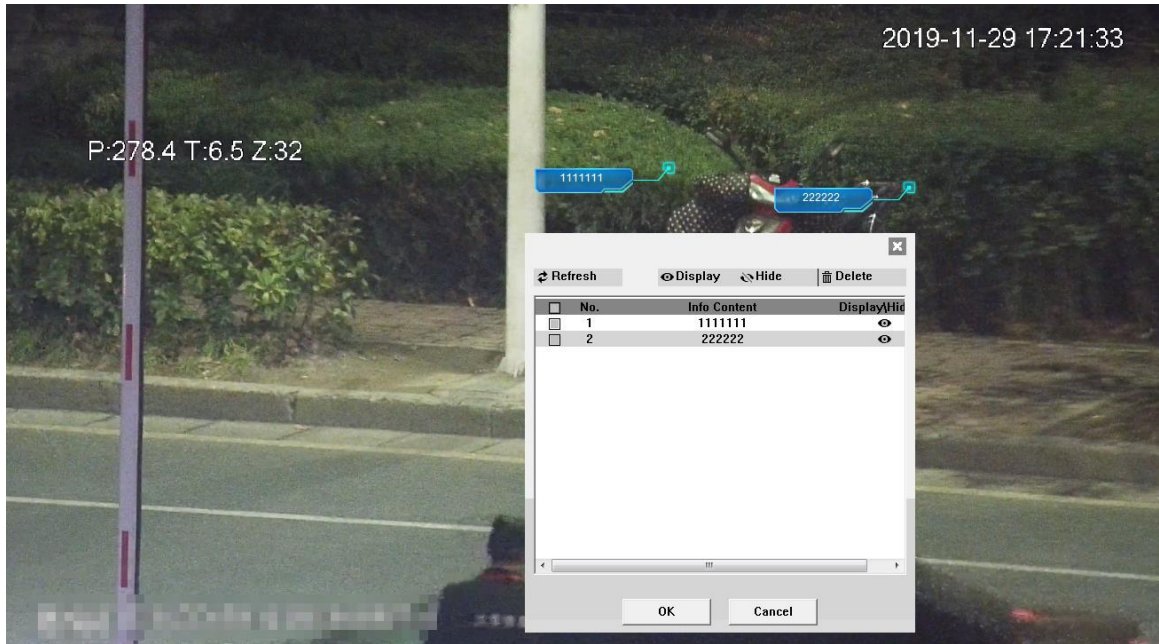 2019-11-29 17:21:33
P:278.4 T:6.5 Z:32
1111111
222222
Refresh Display Hide Delete
No. Info Content Display\Hid
1 1111111
2 222222
OK Cancel